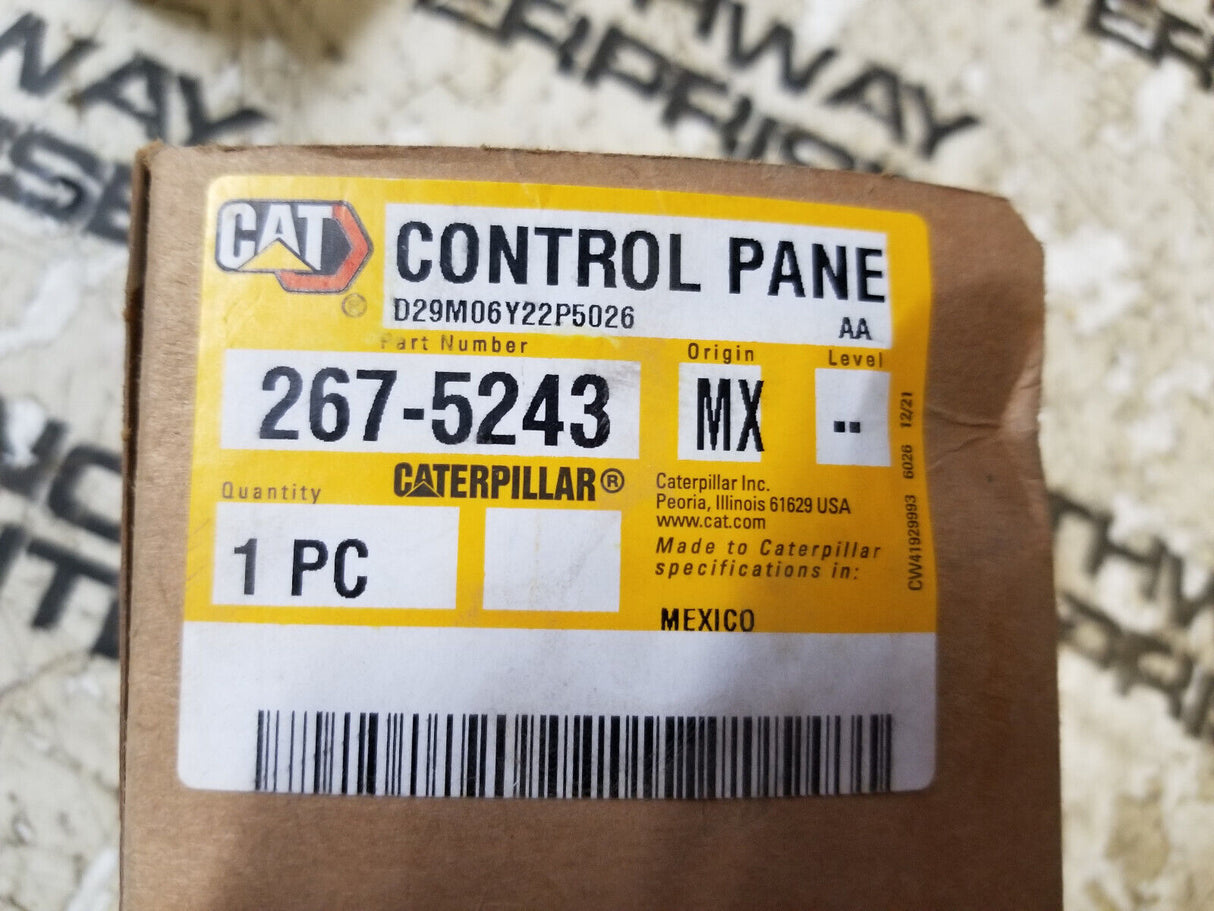 CAT
®
CONTROL PANE
D29M06Y22P5026
AA
Part Number
Origin
Level
267-5243
MX
--
CATERPILLAR®
Quantity
1 PC
Caterpillar Inc.
Peoria, Illinois 61629 USA
www.cat.com
Made to Caterpillar
specifications in:
MEXICO
CW41929993 6026 12/21